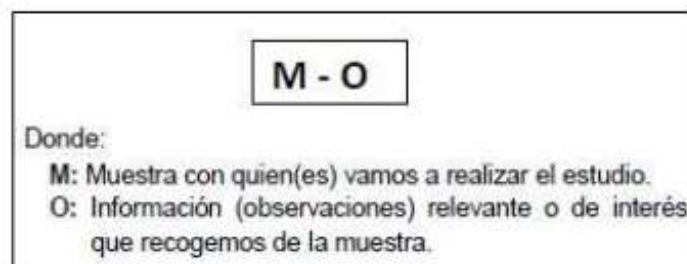 M - O
Donde:
M: Muestra con quien(es) vamos a realizar el estudio.
O: Información (observaciones) relevante o de interés
que recogemos de la muestra.